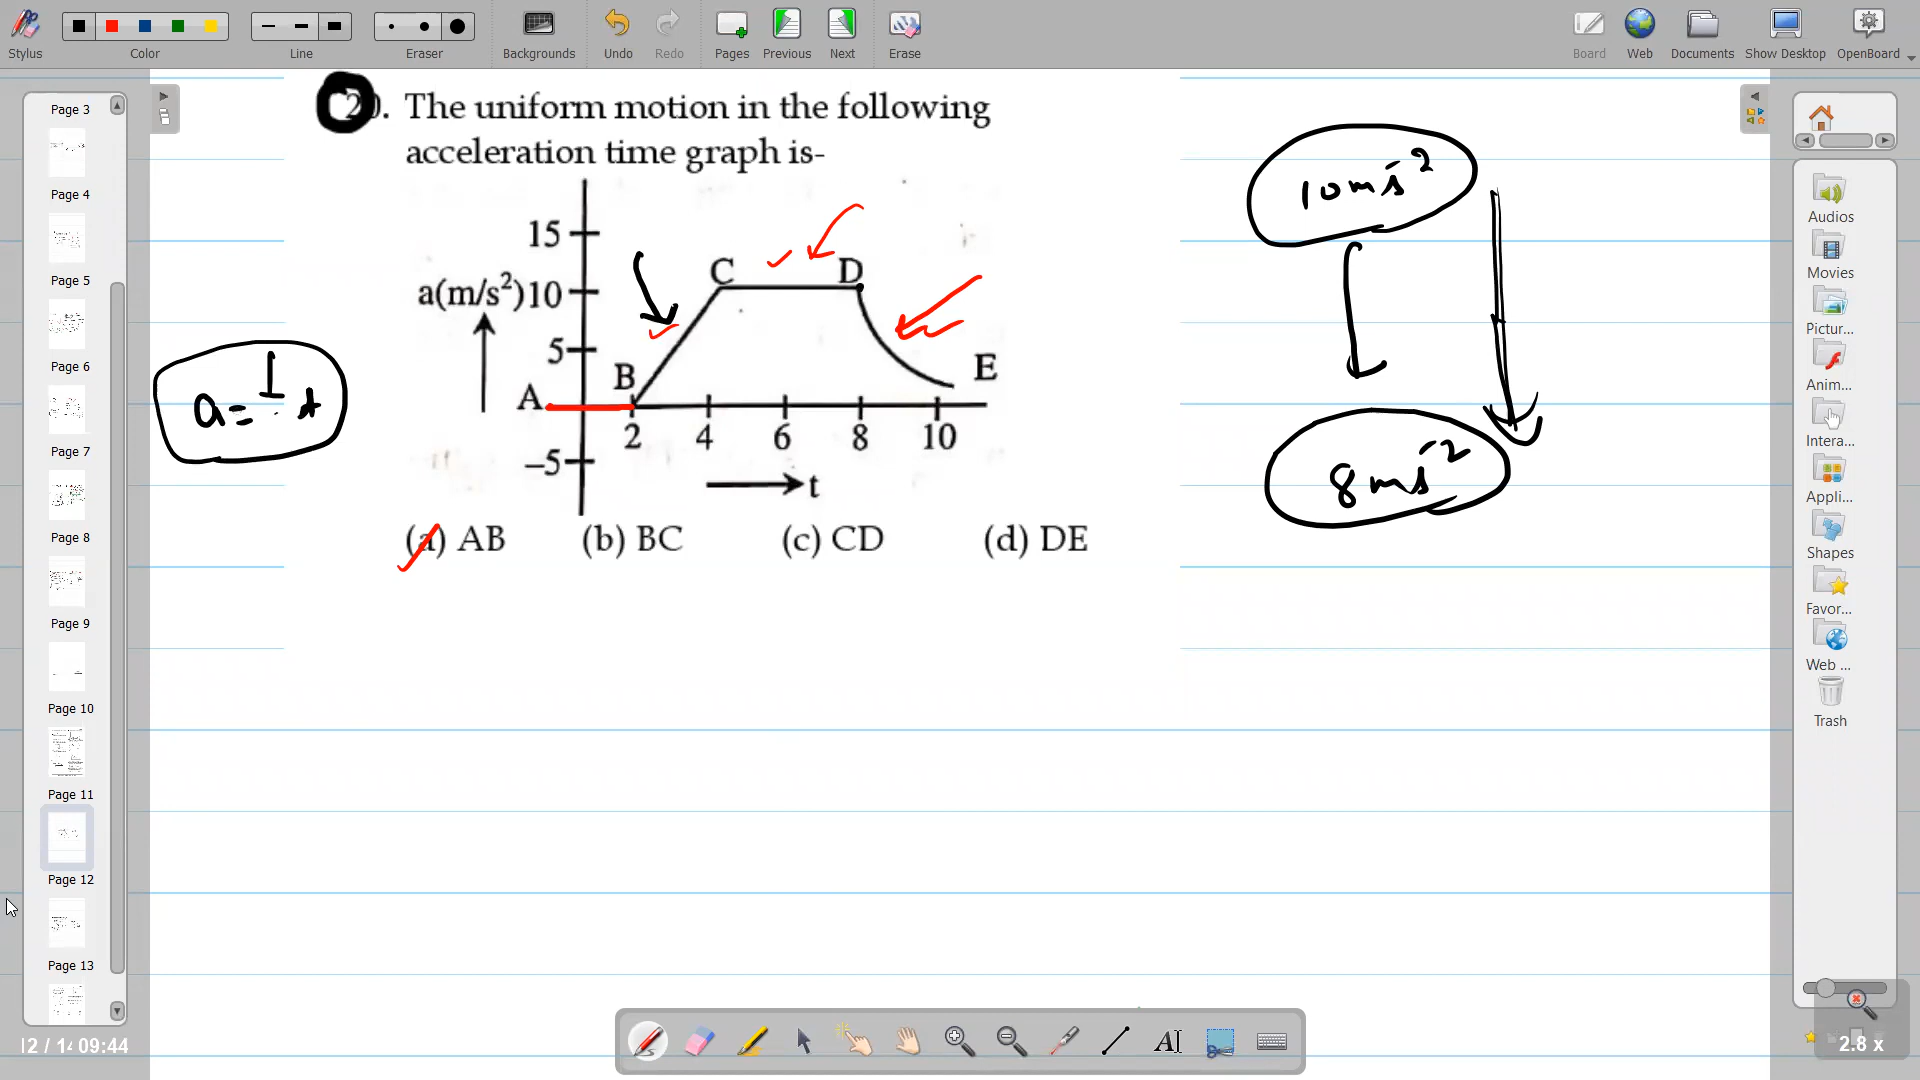 Stylus
Color
Line
Eraser
Backgrounds
Undo
Redo
Pages
Previous
Next
Erase
Board
Web
Documents
Show Desktop
OpenBoard
Page 3
Page 4
Page 5
Page 6
Page 7
Page 8
Page 9
Page 10
Page 11
Page 12
Page 13
20. The uniform motion in the following
acceleration time graph is-
15
a(m/s²)10
5
-5
A
B
C
D
E
2 4 6 8 10
t
(a) AB (b) BC (c) CD (d) DE
10ms⁻²
8ms⁻²
Audios
Movies
Pictur...
Anim...
Intera...
Appli...
Shapes
Favor...
Web ...
Trash
09:44
2.8 x